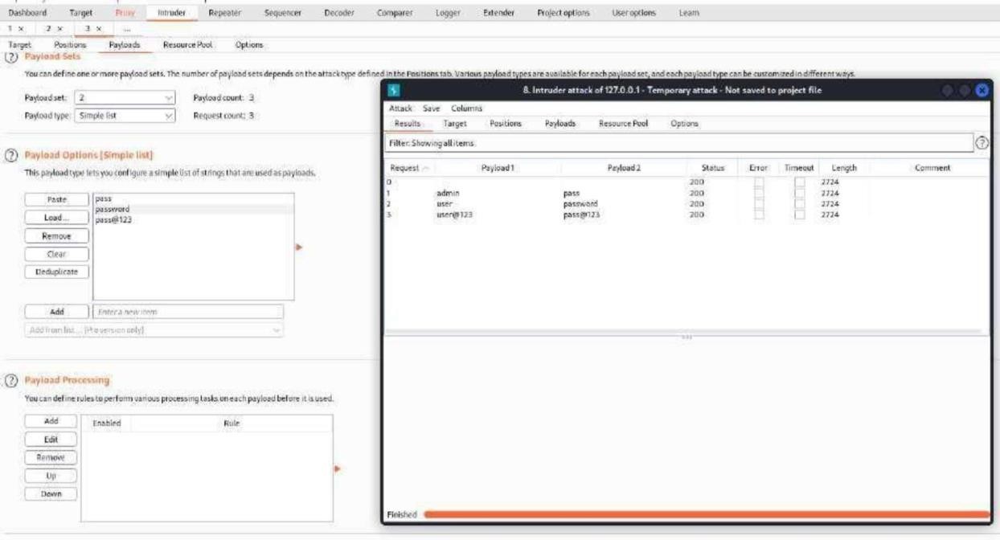 Dashboard Target Proxy Intruder Repeater Sequencer Decoder Comparer Logger Extender Project options User options Learn
1 × 2 × 3 × ...
Target Positions Payloads Resource Pool Options
? Payload Sets
You can define one or more payload sets. The number of payload sets depends on the attack type defined in the Positions tab. Various payload types are available for each payload set, and each payload type can be customized in different ways.
Payload set: 2 Payload count: 3
Payload type: Simple list Request count: 3
? Payload Options [Simple list]
This payload type lets you configure a simple list of strings that are used as payloads.
Paste
Load ...
Remove
Clear
Deduplicate
pass
password
pass@123
Add Enter a new item
Add from list ... [Pro version only]
? Payload Processing
You can define rules to perform various processing tasks on each payload before it is used.
Add
Edit
Remove
Up
Down
Enabled Rule
8. Intruder attack of 127.0.0.1 - Temporary attack - Not saved to project file
Attack Save Columns
Results Target Positions Payloads Resource Pool Options
Filter: Showing all items
?
Request Payload 1 Payload 2 Status Error Timeout Length Comment
0 200 2724
1 admin pass 200 2724
2 user password 200 2724
3 user@123 pass@123 200 2724
Finished